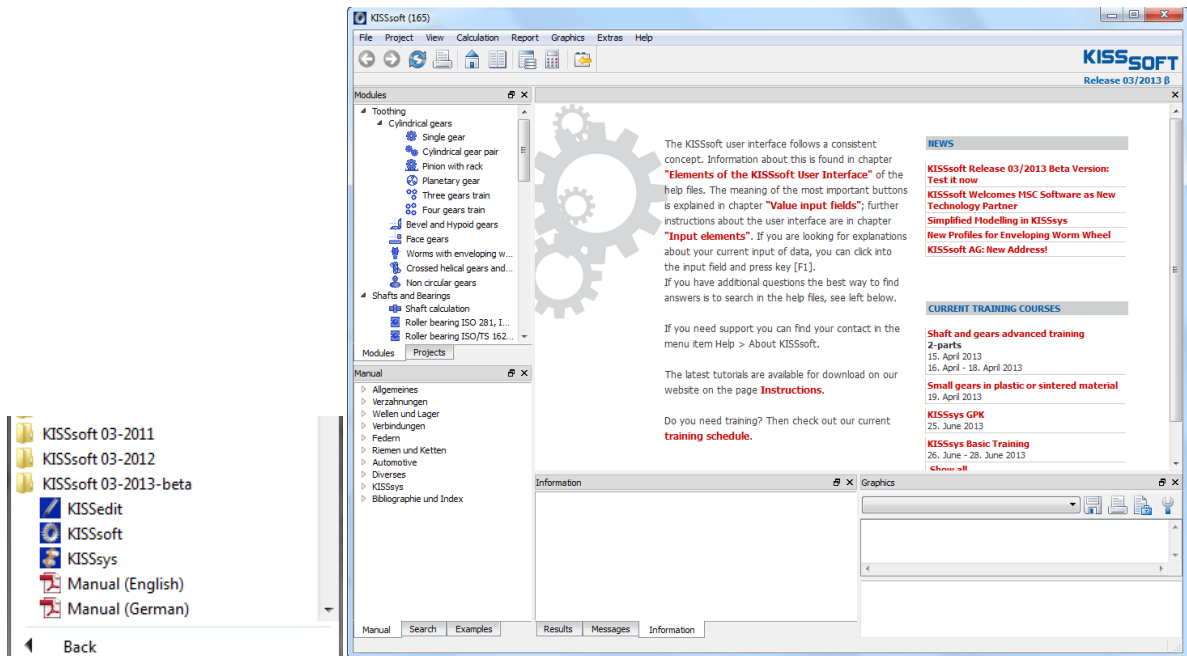 KISSsoft 03-2011
KISSsoft 03-2012
KISSsoft 03-2013-beta
KISSedit
KISSsoft
KISSsys
Manual (English)
Manual (German)
Back
KISSsoft (165)
File Project View Calculation Report Graphics Extras Help
KISSSOFT
Release 03/2013 β
Modules
Toothing
Cylindrical gears
Single gear
Cylindrical gear pair
Pinion with rack
Planetary gear
Three gears train
Four gears train
Bevel and Hypoid gears
Face gears
Worms with enveloping w...
Crossed helical gears and...
Non circular gears
Shafts and Bearings
Shaft calculation
Roller bearing ISO 281, I...
Roller bearing ISO/TS 162...
Modules Projects
Manual
Allgemeines
Verzahnungen
Wellen und Lager
Verbindungen
Federn
Riemen und Ketten
Automotive
Diverses
KISSsys
Bibliographie und Index
Manual Search Examples
The KISSsoft user interface follows a consistent
concept. Information about this is found in chapter
"Elements of the KISSsoft User Interface" of the
help files. The meaning of the most important buttons
is explained in chapter "Value input fields"; further
instructions about the user interface are in chapter
"Input elements". If you are looking for explanations
about your current input of data, you can click into
the input field and press key [F1].
If you have additional questions the best way to find
answers is to search in the help files, see left below.
If you need support you can find your contact in the
menu item Help > About KISSsoft.
The latest tutorials are available for download on our
website on the page Instructions.
Do you need training? Then check out our current
training schedule.
NEWS
KISSsoft Release 03/2013 Beta Version:
Test it now
KISSsoft Welcomes MSC Software as New
Technology Partner
Simplified Modelling in KISSsys
New Profiles for Enveloping Worm Wheel
KISSsoft AG: New Address!
CURRENT TRAINING COURSES
Shaft and gears advanced training
2-parts
15. April 2013
16. April - 18. April 2013
Small gears in plastic or sintered material
19. April 2013
KISSsys GPK
25. June 2013
KISSsys Basic Training
26. June - 28. June 2013
Show all
Information
Results Messages Information
Graphics